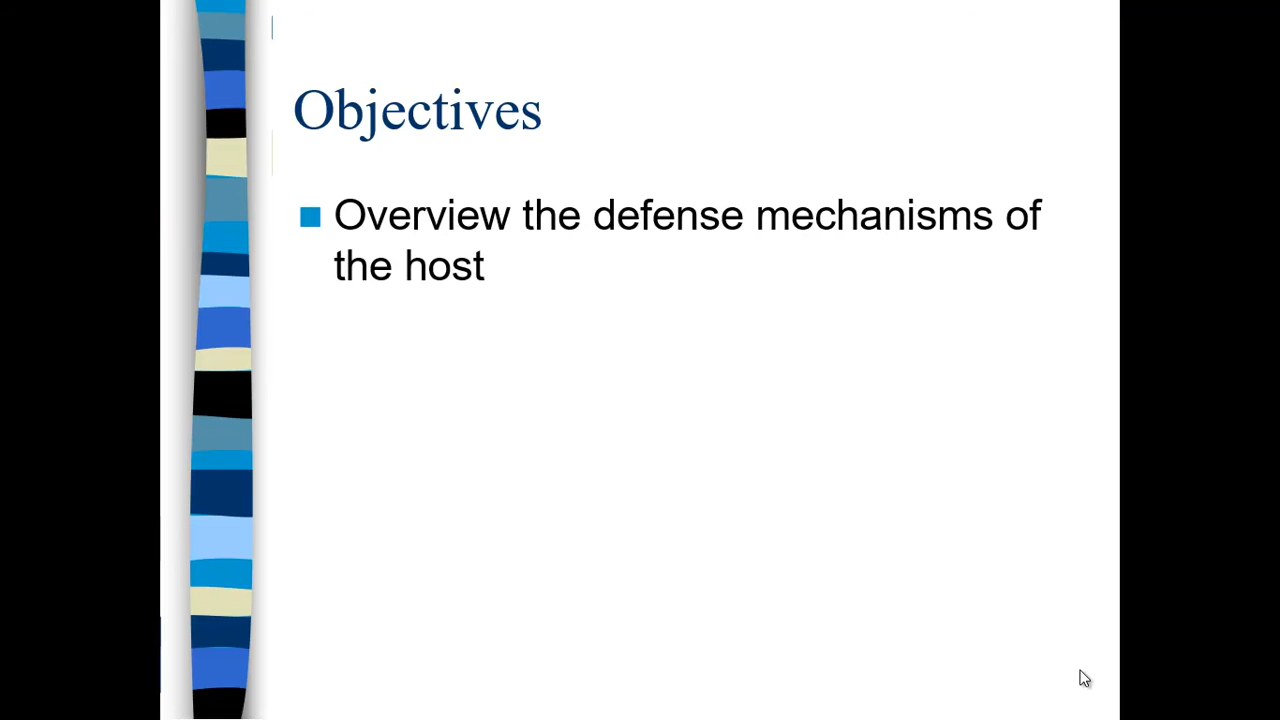 Objectives
Overview the defense mechanisms of
the host